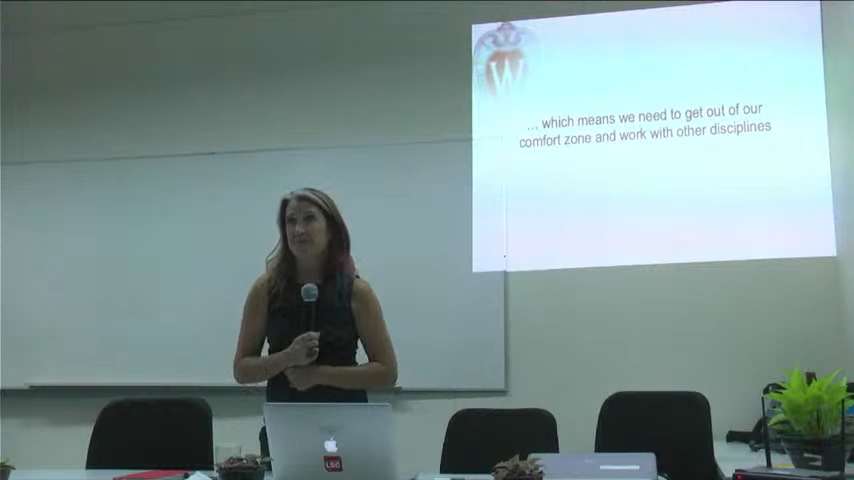 W
... which means we need to get out of our
comfort zone and work with other disciplines